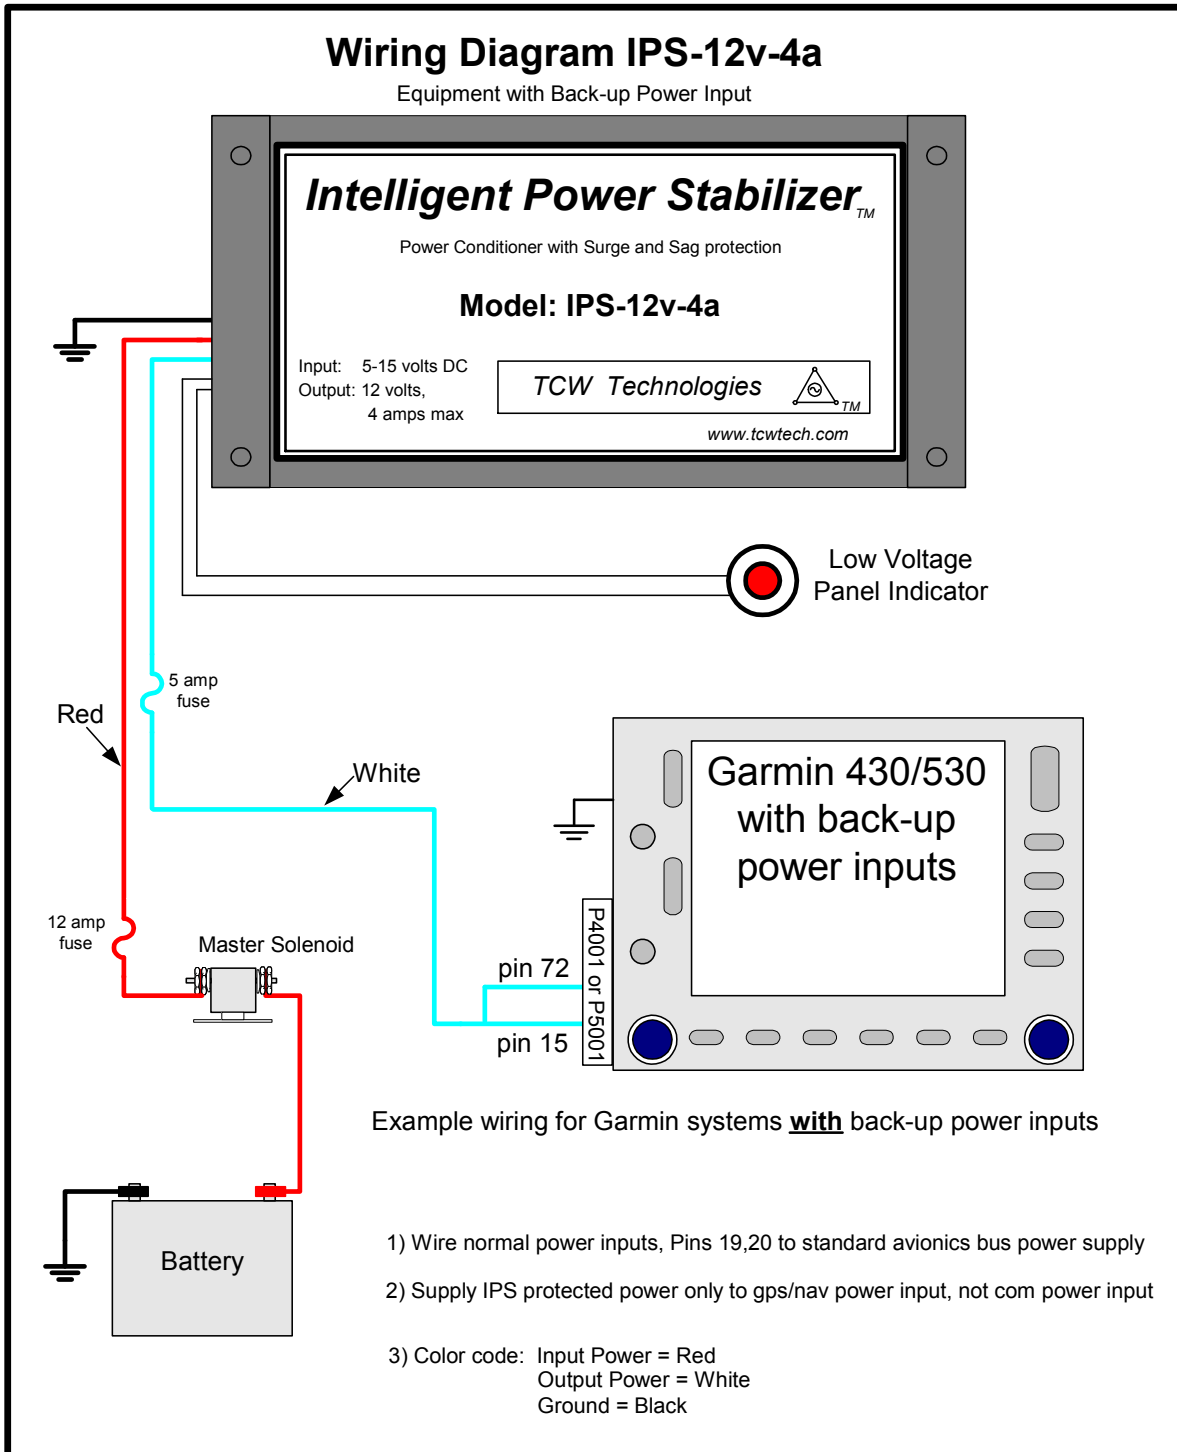 Wiring Diagram IPS-12v-4a
Equipment with Back-up Power Input
Intelligent Power Stabilizer TM
Power Conditioner with Surge and Sag protection
Model: IPS-12v-4a
Input: 5-15 volts DC
Output: 12 volts,
4 amps max
TCW Technologies TM
www.tcwtech.com
Low Voltage
Panel Indicator
5 amp
fuse
Red
White
Garmin 430/530
with back-up
power inputs
12 amp
fuse
Master Solenoid
P4001 or P5001
pin 72
pin 15
Example wiring for Garmin systems with back-up power inputs
Battery
1) Wire normal power inputs, Pins 19,20 to standard avionics bus power supply
2) Supply IPS protected power only to gps/nav power input, not com power input
3) Color code: Input Power = Red
Output Power = White
Ground = Black